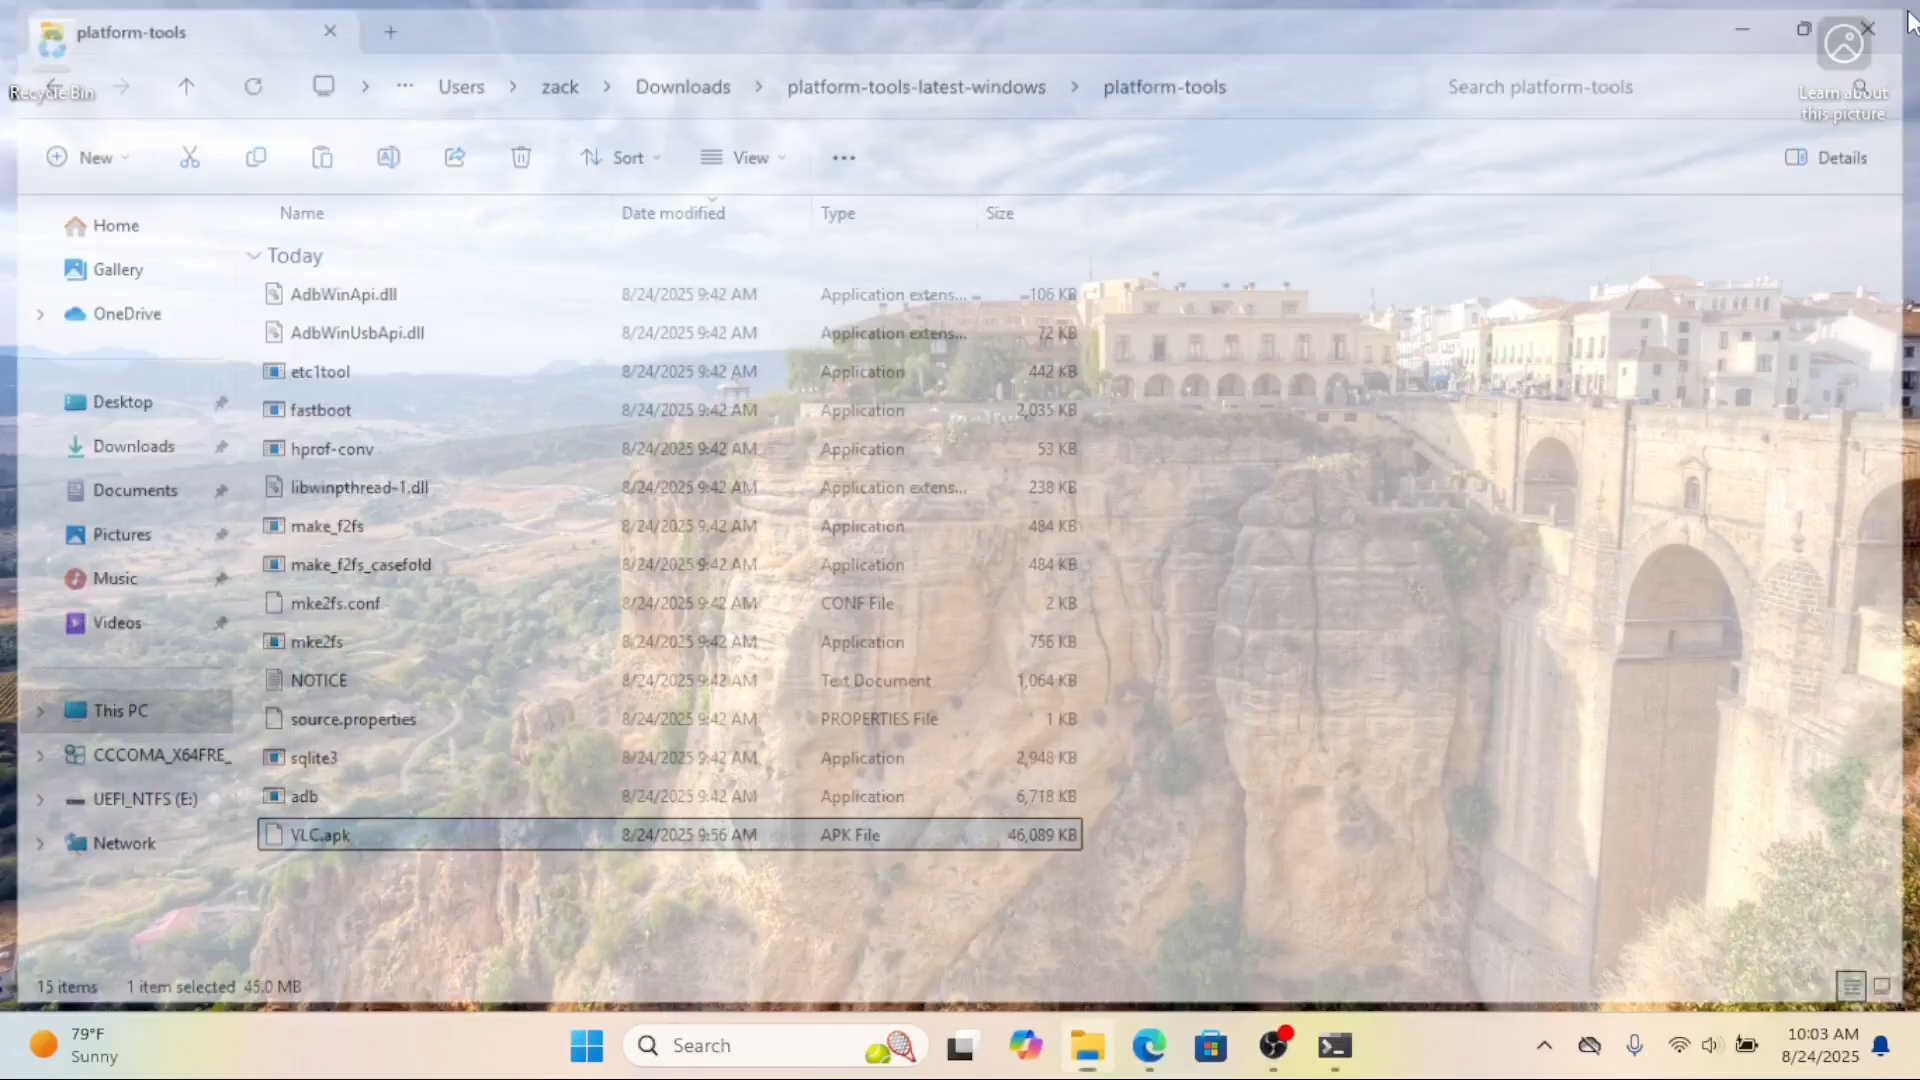 platform-tools
Recycle Bin
Users
zack
Downloads
platform-tools-latest-windows
platform-tools
Search platform-tools
Learn about
this picture
New
Sort
View
Details
Name
Date modified
Type
Size
Home
Gallery
OneDrive
Desktop
Downloads
Documents
Pictures
Music
Videos
This PC
CCCOMA_X64FRE_
UEFI_NTFS (E:)
Network
Today
AdbWinApi.dll 8/24/2025 9:42 AM Application extens... 106 KB
AdbWinUsbApi.dll 8/24/2025 9:42 AM Application extens... 72 KB
etc1tool 8/24/2025 9:42 AM Application 442 KB
fastboot 8/24/2025 9:42 AM Application 2,035 KB
hprof-conv 8/24/2025 9:42 AM Application 53 KB
libwinpthread-1.dll 8/24/2025 9:42 AM Application extens... 238 KB
make_f2fs 8/24/2025 9:42 AM Application 484 KB
make_f2fs_casefold 8/24/2025 9:42 AM Application 484 KB
mke2fs.conf 8/24/2025 9:42 AM CONF File 2 KB
mke2fs 8/24/2025 9:42 AM Application 756 KB
NOTICE 8/24/2025 9:42 AM Text Document 1,064 KB
source.properties 8/24/2025 9:42 AM PROPERTIES File 1 KB
sqlite3 8/24/2025 9:42 AM Application 2,948 KB
adb 8/24/2025 9:42 AM Application 6,718 KB
VLC.apk 8/24/2025 9:56 AM APK File 46,089 KB
15 items 1 item selected 45.0 MB
79°F
Sunny
Search
10:03 AM
8/24/2025